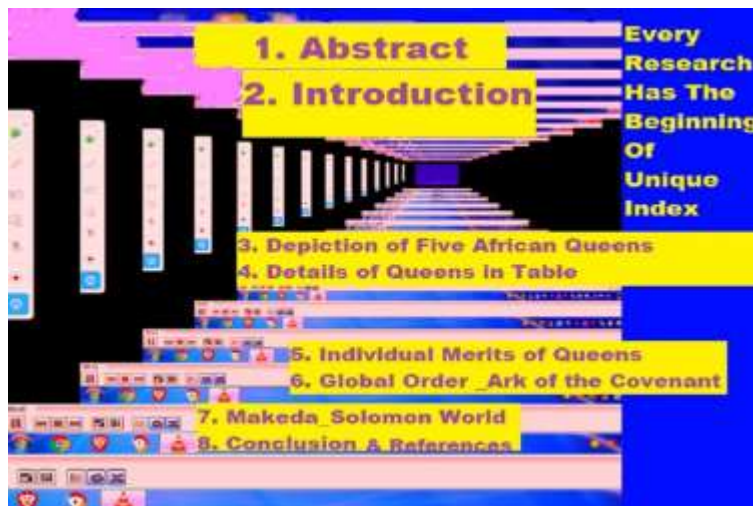 1. Abstract
2. Introduction
3. Depiction of Five African Queens
4. Details of Queens in Table
5. Individual Merits of Queens
6. Global Order _Ark of the Covenant
7. Makeda_Solomon World
8. Conclusion & References
Every
Research
Has The
Beginning
Of
Unique
Index